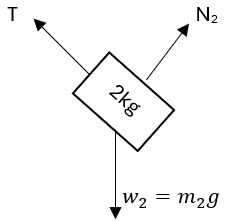 T
N₂
2kg
w₂ = m₂g